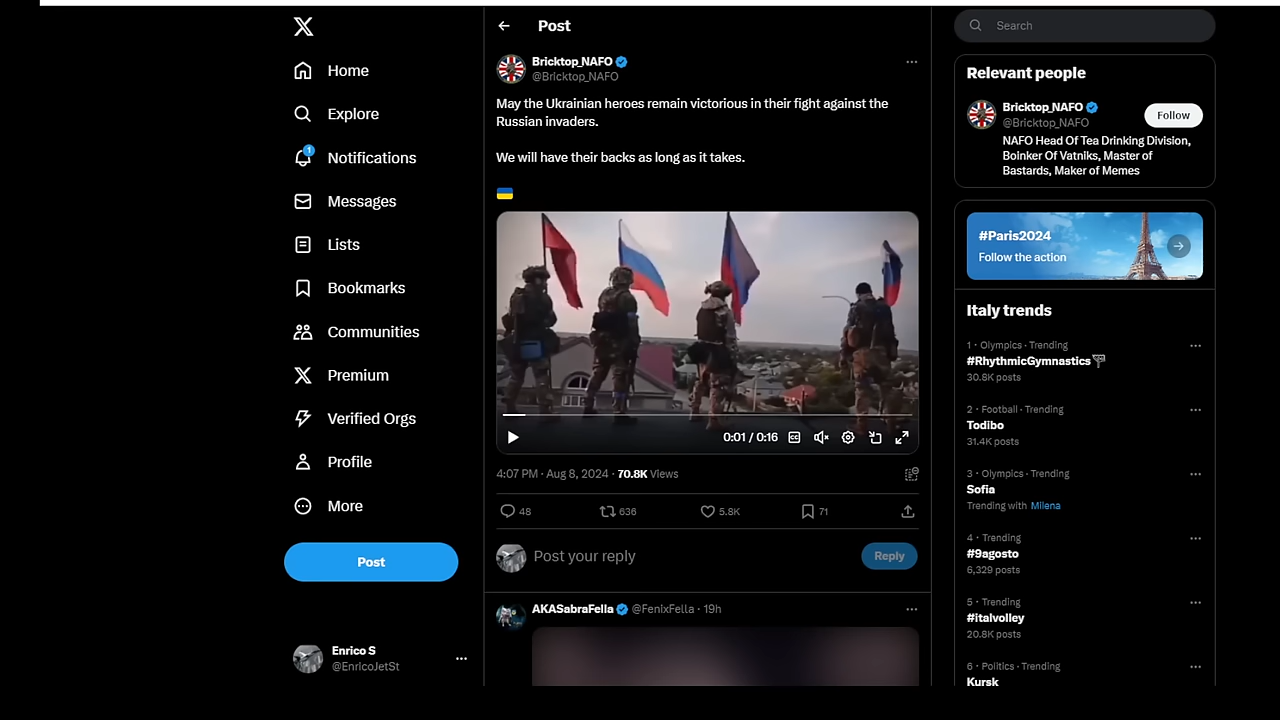 Home
Explore
1
Notifications
Messages
Lists
Bookmarks
Communities
Premium
Verified Orgs
Profile
More
Post
Enrico S
@EnricoJetSt
Post
Bricktop_NAFO
@Bricktop_NAFO
May the Ukrainian heroes remain victorious in their fight against the
Russian invaders.
We will have their backs as long as it takes.
0:01 / 0:16
4:07 PM · Aug 8, 2024 · 70.8K Views
48 636 5.8K 71
Post your reply
Reply
AKASabraFella @FenixFella · 19h
Search
Relevant people
Bricktop_NAFO
@Bricktop_NAFO
Follow
NAFO Head Of Tea Drinking Division,
Boinker Of Vatniks, Master of
Bastards, Maker of Memes
#Paris2024
Follow the action
Italy trends
1 · Olympics · Trending
#RhythmicGymnastics
30.8K posts
2 · Football · Trending
Todibo
31.4K posts
3 · Olympics · Trending
Sofia
Trending with Milena
4 · Trending
#9agosto
6,329 posts
5 · Trending
#italvolley
20.8K posts
6 · Politics · Trending
Kursk